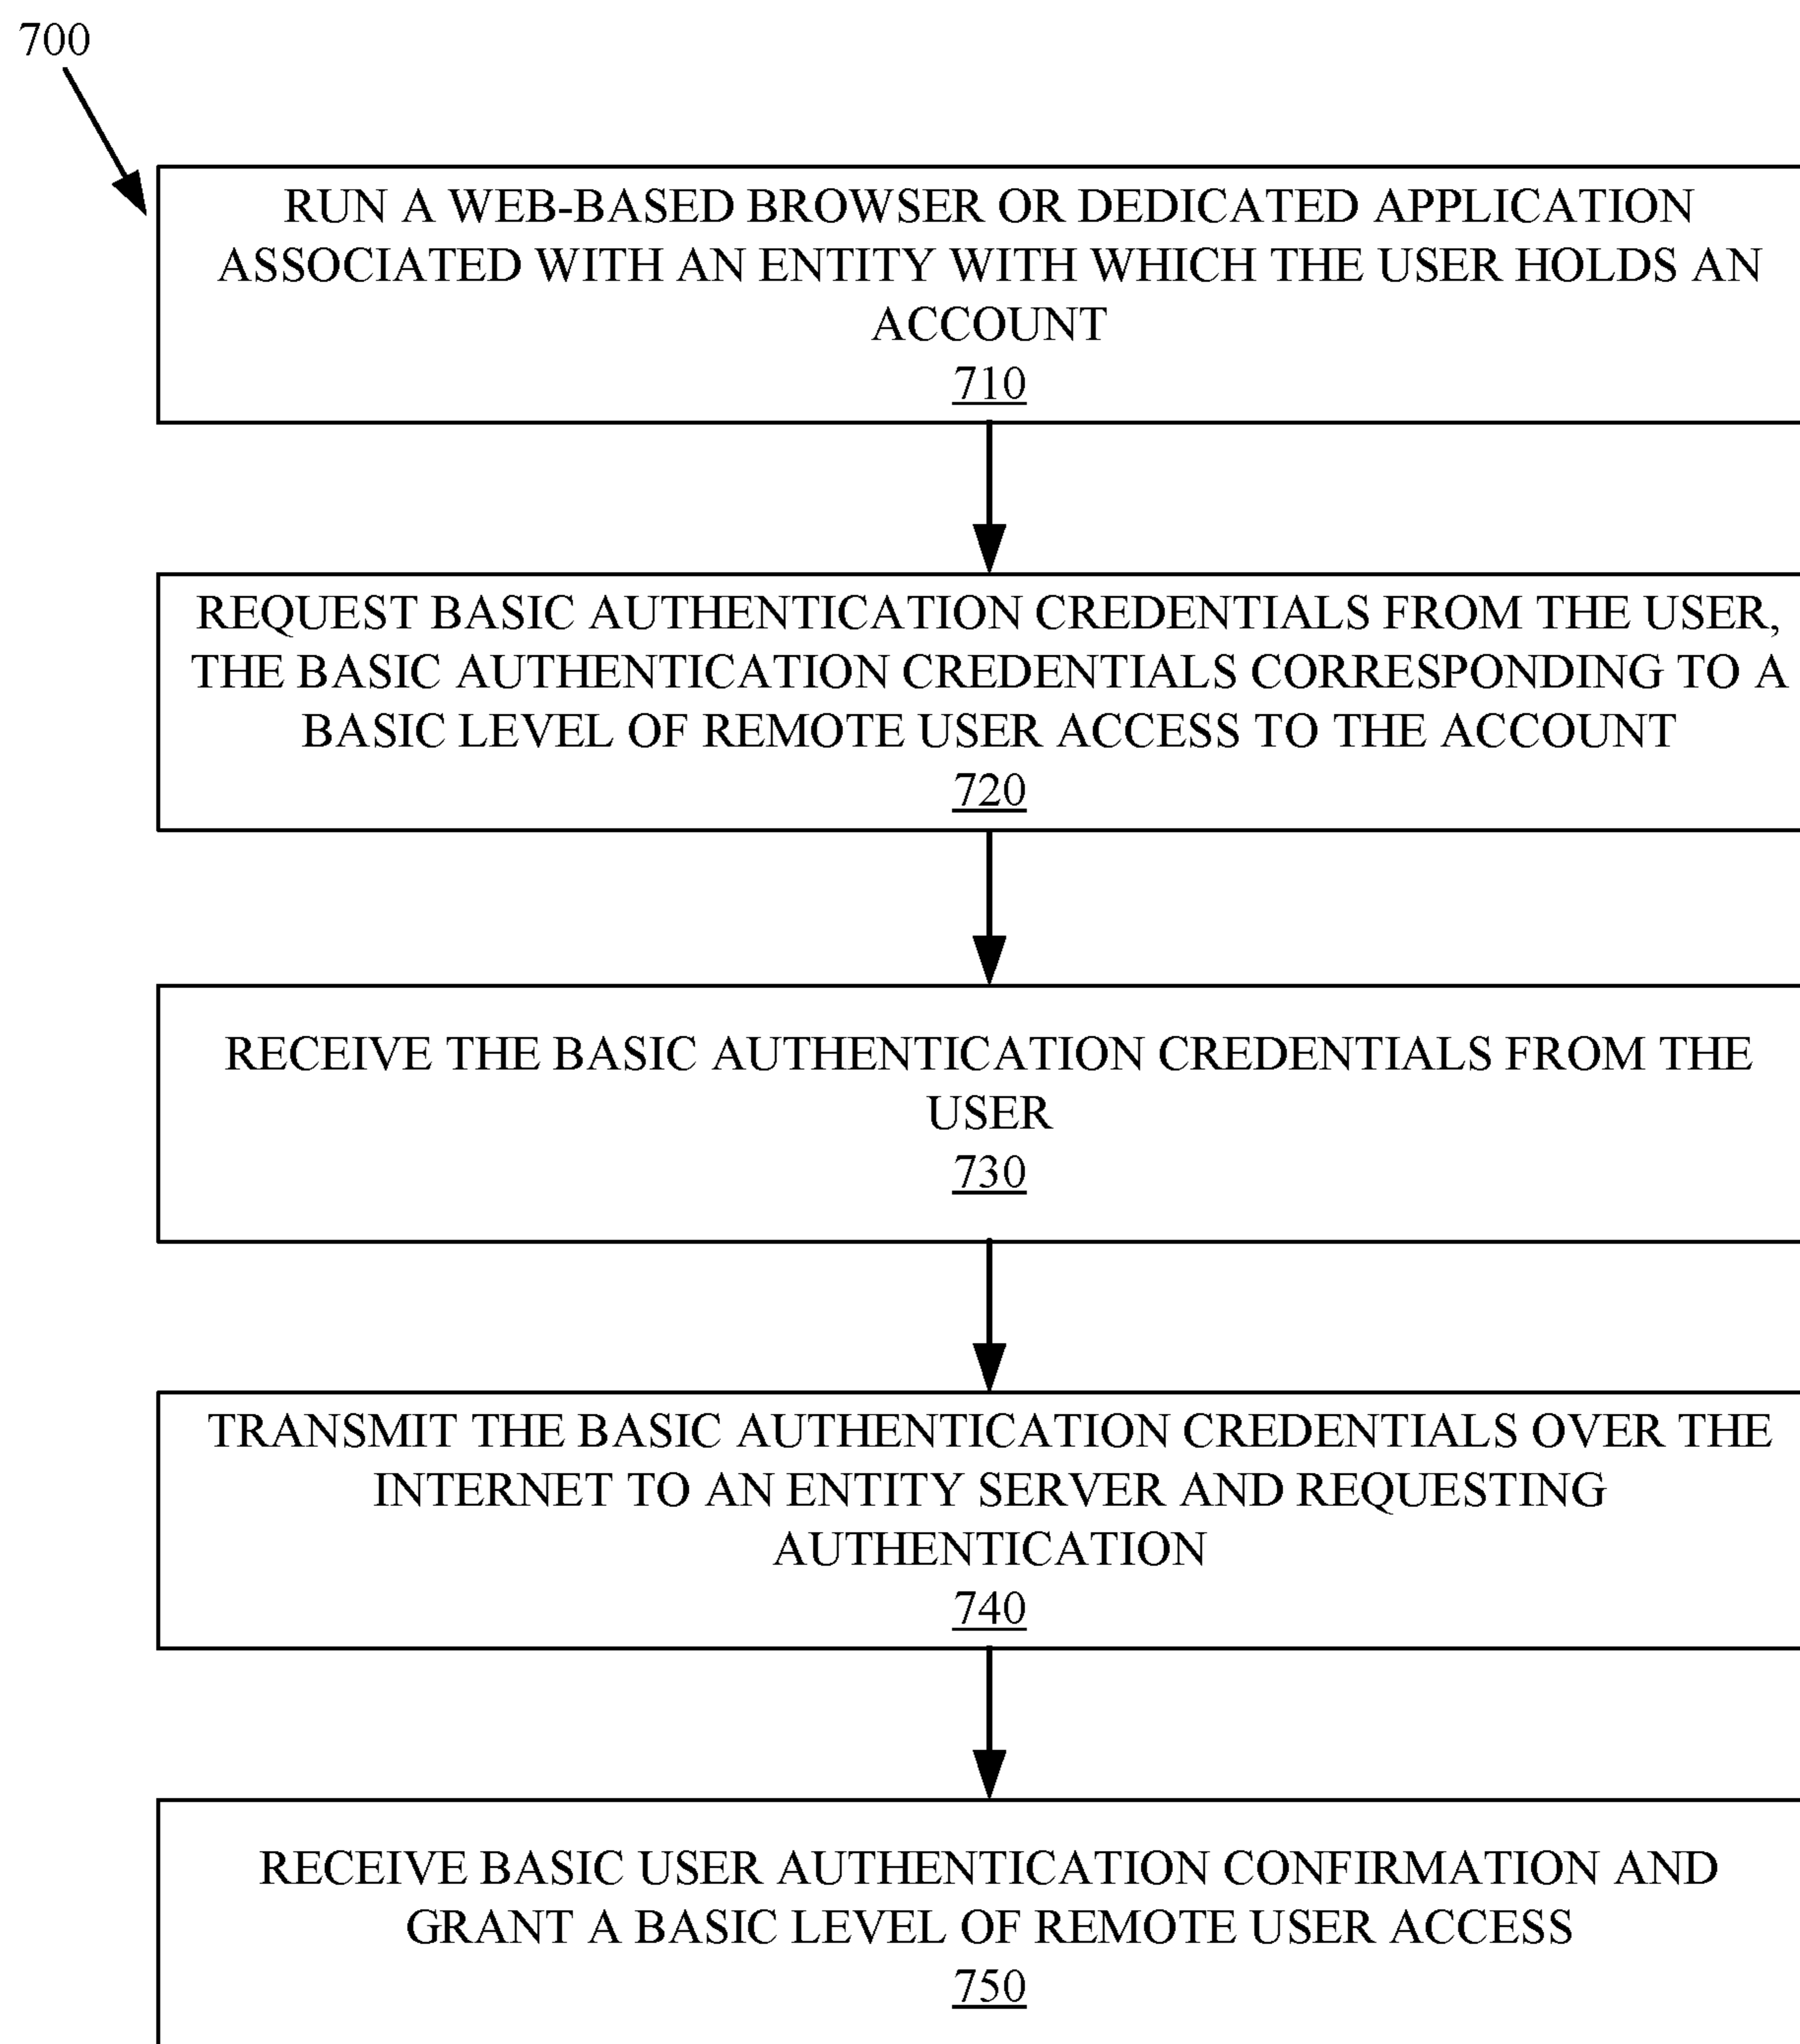 700
RUN A WEB-BASED BROWSER OR DEDICATED APPLICATION
ASSOCIATED WITH AN ENTITY WITH WHICH THE USER HOLDS AN
ACCOUNT
710
REQUEST BASIC AUTHENTICATION CREDENTIALS FROM THE USER,
THE BASIC AUTHENTICATION CREDENTIALS CORRESPONDING TO A
BASIC LEVEL OF REMOTE USER ACCESS TO THE ACCOUNT
720
RECEIVE THE BASIC AUTHENTICATION CREDENTIALS FROM THE
USER
730
TRANSMIT THE BASIC AUTHENTICATION CREDENTIALS OVER THE
INTERNET TO AN ENTITY SERVER AND REQUESTING
AUTHENTICATION
740
RECEIVE BASIC USER AUTHENTICATION CONFIRMATION AND
GRANT A BASIC LEVEL OF REMOTE USER ACCESS
750